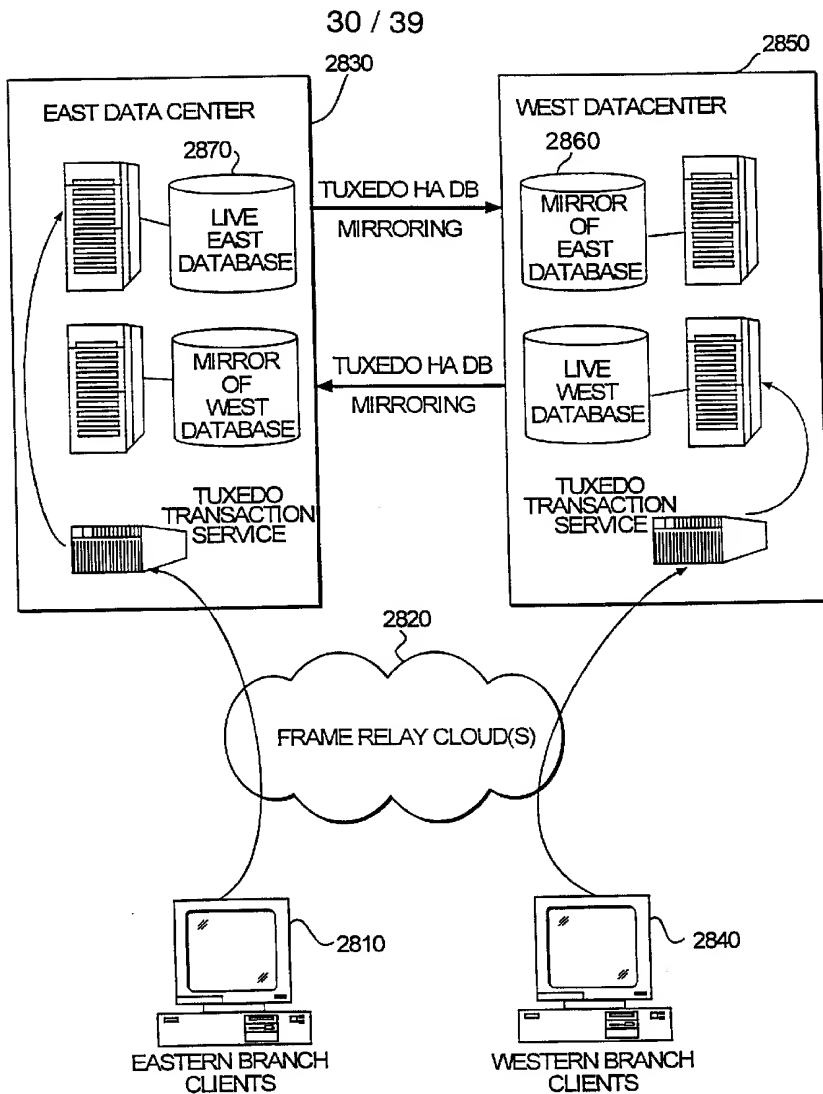 30 / 39
2830
2850
EAST DATA CENTER
WEST DATACENTER
2870
2860
LIVE
EAST
DATABASE
TUXEDO HA DB
MIRRORING
MIRROR
OF
EAST
DATABASE
MIRROR
OF
WEST
DATABASE
TUXEDO HA DB
MIRRORING
LIVE
WEST
DATABASE
TUXEDO
TRANSACTION
SERVICE
TUXEDO
TRANSACTION
SERVICE
2820
FRAME RELAY CLOUD(S)
2810
2840
EASTERN BRANCH
CLIENTS
WESTERN BRANCH
CLIENTS